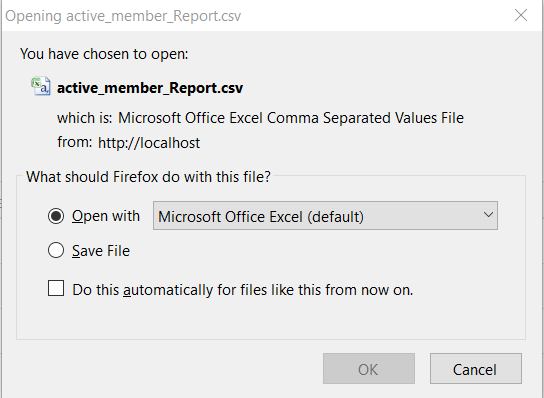 Opening active_member_Report.csv
You have chosen to open:
active_member_Report.csv
which is: Microsoft Office Excel Comma Separated Values File
from: http://localhost
What should Firefox do with this file?
Open with Microsoft Office Excel (default)
Save File
Do this automatically for files like this from now on.
OK Cancel